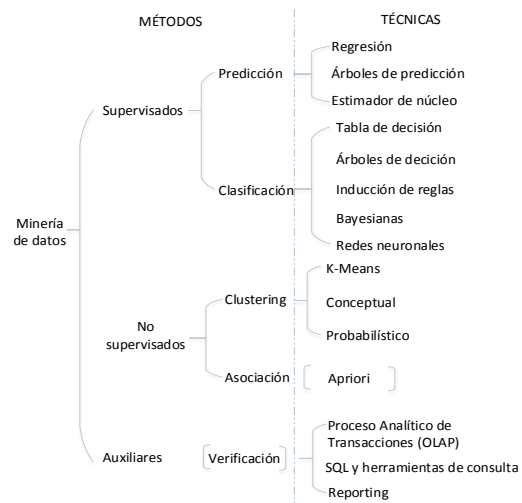 MÉTODOS
TÉCNICAS
Minería
de datos
Supervisados
Predicción
Regresión
Árboles de predicción
Estimador de núcleo
Clasificación
Tabla de decisión
Árboles de decición
Inducción de reglas
Bayesianas
Redes neuronales
No
supervisados
Clustering
K-Means
Conceptual
Probabilístico
Asociación
Apriori
Auxiliares
Verificación
Proceso Analítico de
Transacciones (OLAP)
SQL y herramientas de consulta
Reporting